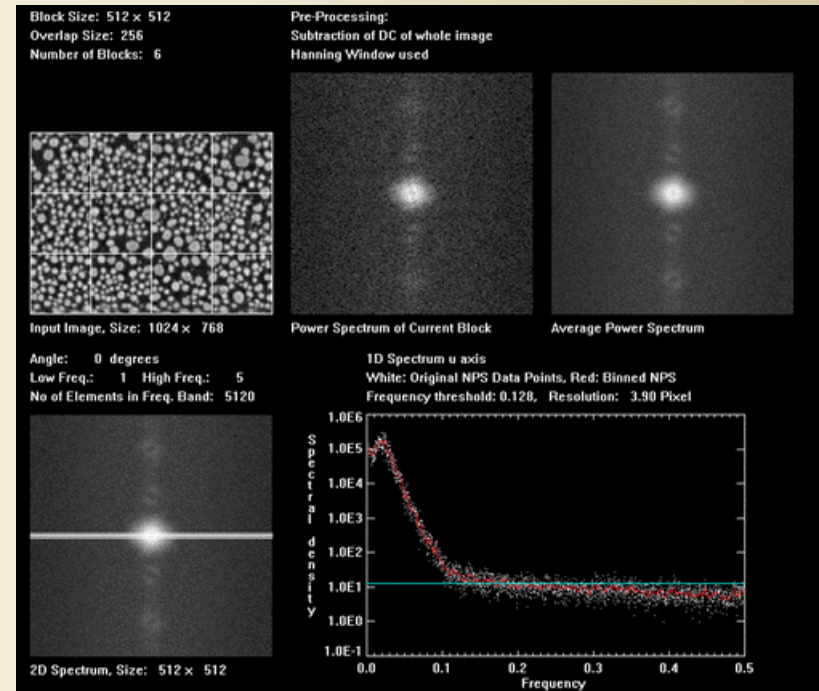 Block Size: 512 x 512
Overlap Size: 256
Number of Blocks: 6
Pre-Processing:
Subtraction of DC of whole image
Hanning Window used
Input Image, Size: 1024 x 768
Power Spectrum of Current Block
Average Power Spectrum
Angle: 0 degrees
Low Freq.: 1 High Freq.: 5
No of Elements in Freq. Band: 5120
2D Spectrum, Size: 512 x 512
1D Spectrum u axis
White: Original NPS Data Points, Red: Binned NPS
Frequency threshold: 0.128, Resolution: 3.90 Pixel
Spectral density
1.0E6
1.0E5
1.0E4
1.0E3
1.0E2
1.0E1
1.0E0
1.0E-1
0.0 0.1 0.2 0.3 0.4 0.5
Frequency